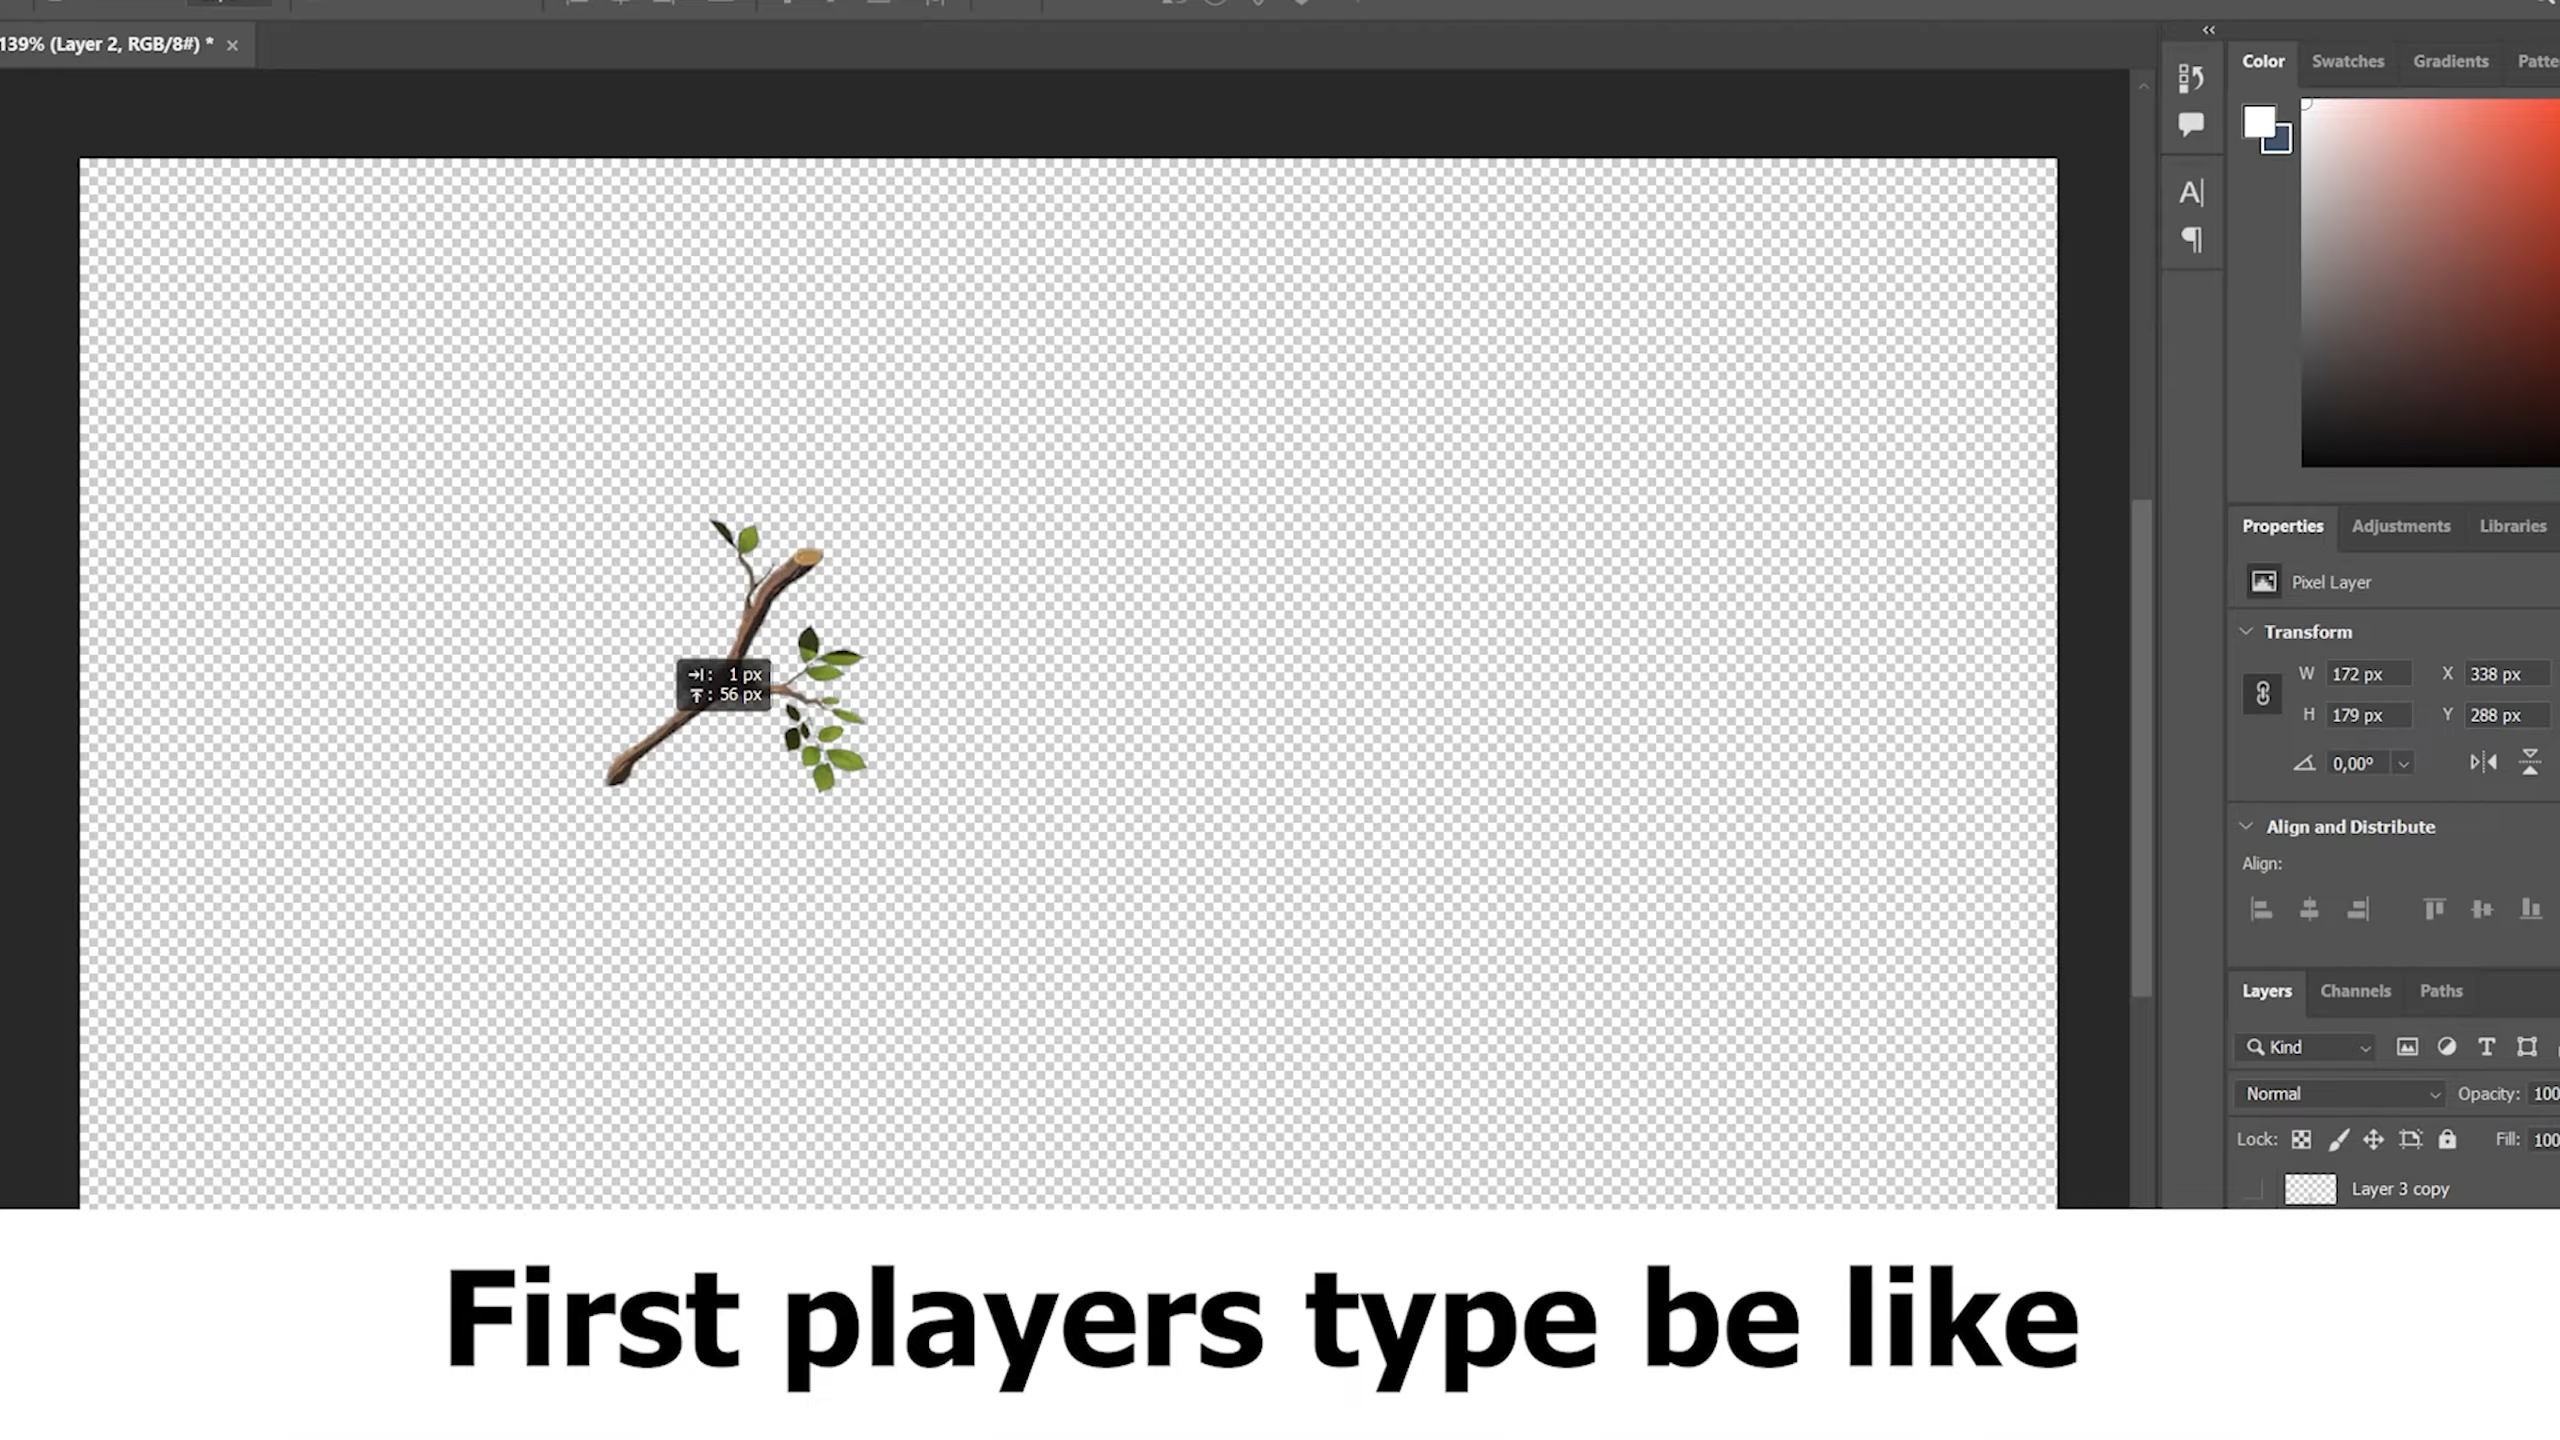 139% (Layer 2, RGB/8#) * ×
Color Swatches Gradients
A|
¶
→|: 1 px
: 56 px
Properties Adjustments Libraries
Pixel Layer
Transform
W 172 px X 338 px
H 179 px Y 288 px
0,00°
Align and Distribute
Align:
Layers Channels Paths
Kind T
Normal Opacity: 100
Lock: Fill: 100
Layer 3 copy
First players type be like